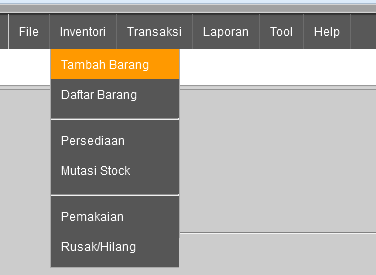 File Inventori Transaksi Laporan Tool Help
Tambah Barang
Daftar Barang
Persediaan
Mutasi Stock
Pemakaian
Rusak/Hilang